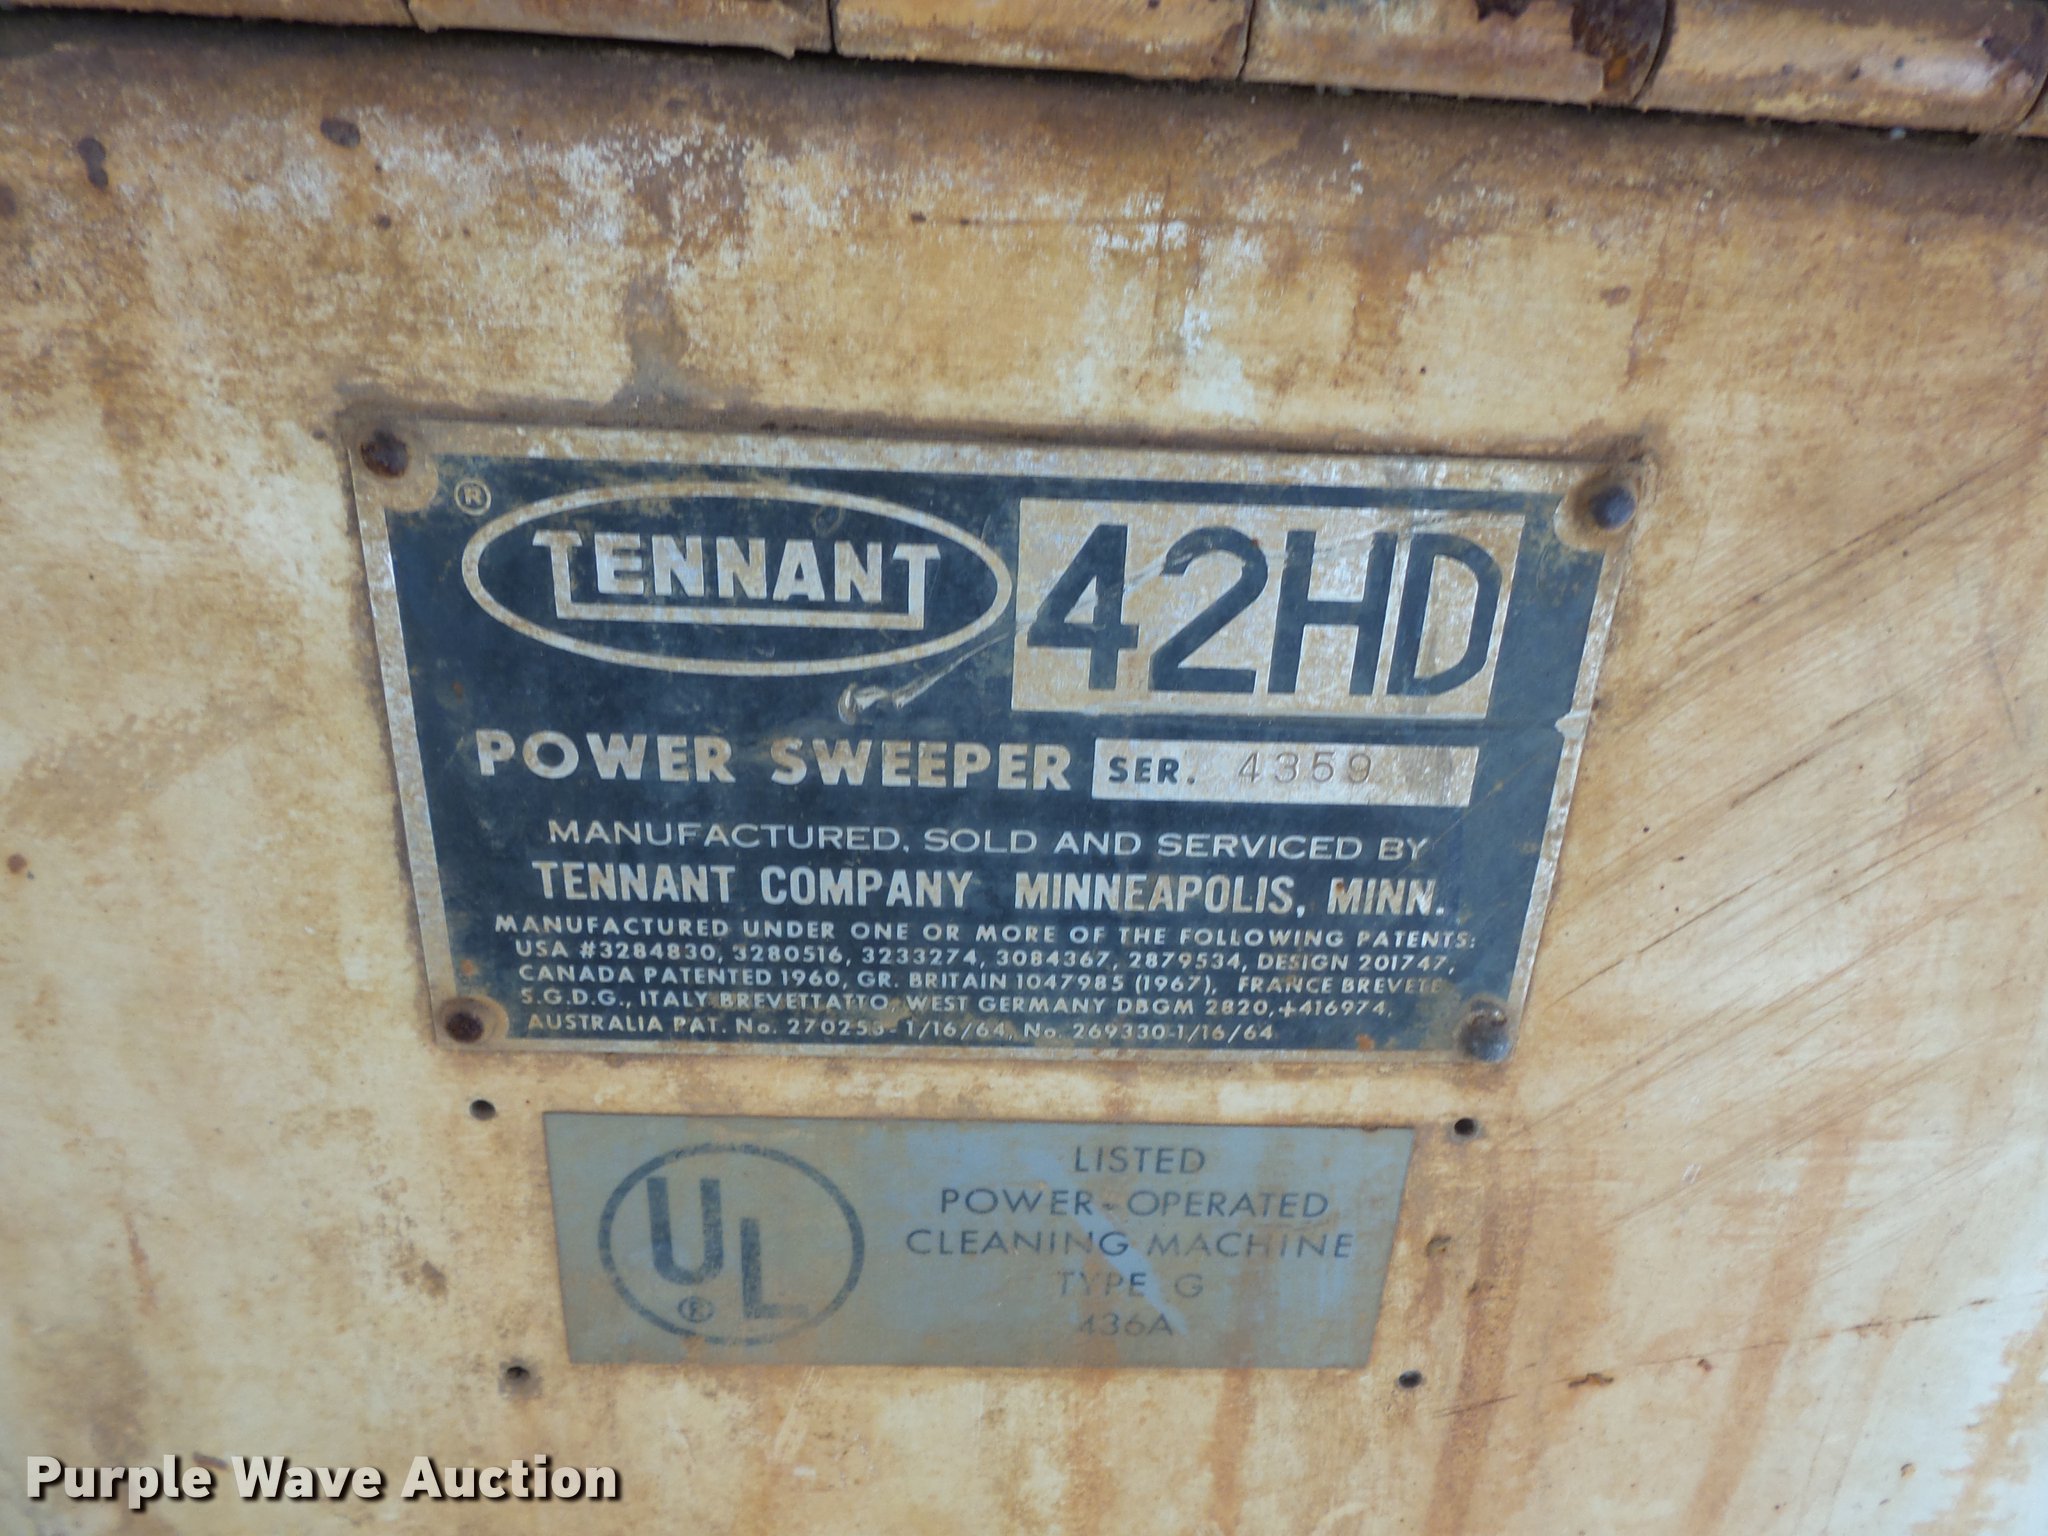 ® TENNANT 42HD
POWER SWEEPER SER. 4359
MANUFACTURED, SOLD AND SERVICED BY
TENNANT COMPANY MINNEAPOLIS, MINN.
MANUFACTURED UNDER ONE OR MORE OF THE FOLLOWING PATENTS:
USA #3284830, 3280516, 3233274, 3084367, 2879534, DESIGN 201747,
CANADA PATENTED 1960, GR. BRITAIN 1047985 (1967), FRANCE BREVETE
S.G.D.G., ITALY BREVETTATTO, WEST GERMANY DBGM 2820,+416974,
AUSTRALIA PAT. No. 270253-1/16/64, No. 269330-1/16/64
UL ®
LISTED
POWER-OPERATED
CLEANING MACHINE
TYPE G
436A
Purple Wave Auction